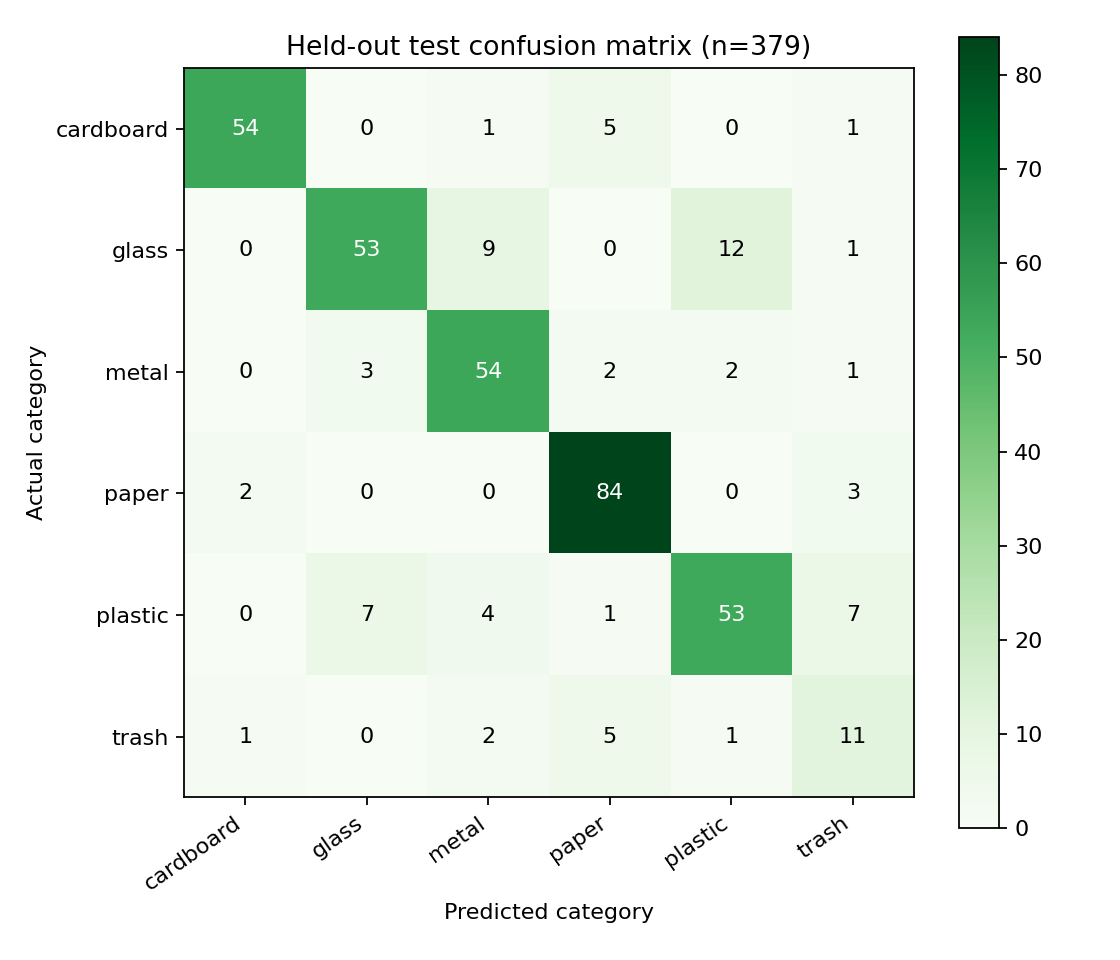 Held-out test confusion matrix (n=379)
cardboard 54 0 1 5 0 1
glass 0 53 9 0 12 1
metal 0 3 54 2 2 1
paper 2 0 0 84 0 3
plastic 0 7 4 1 53 7
trash 1 0 2 5 1 11
cardboard glass metal paper plastic trash
Predicted category
Actual category
80
70
60
50
40
30
20
10
0